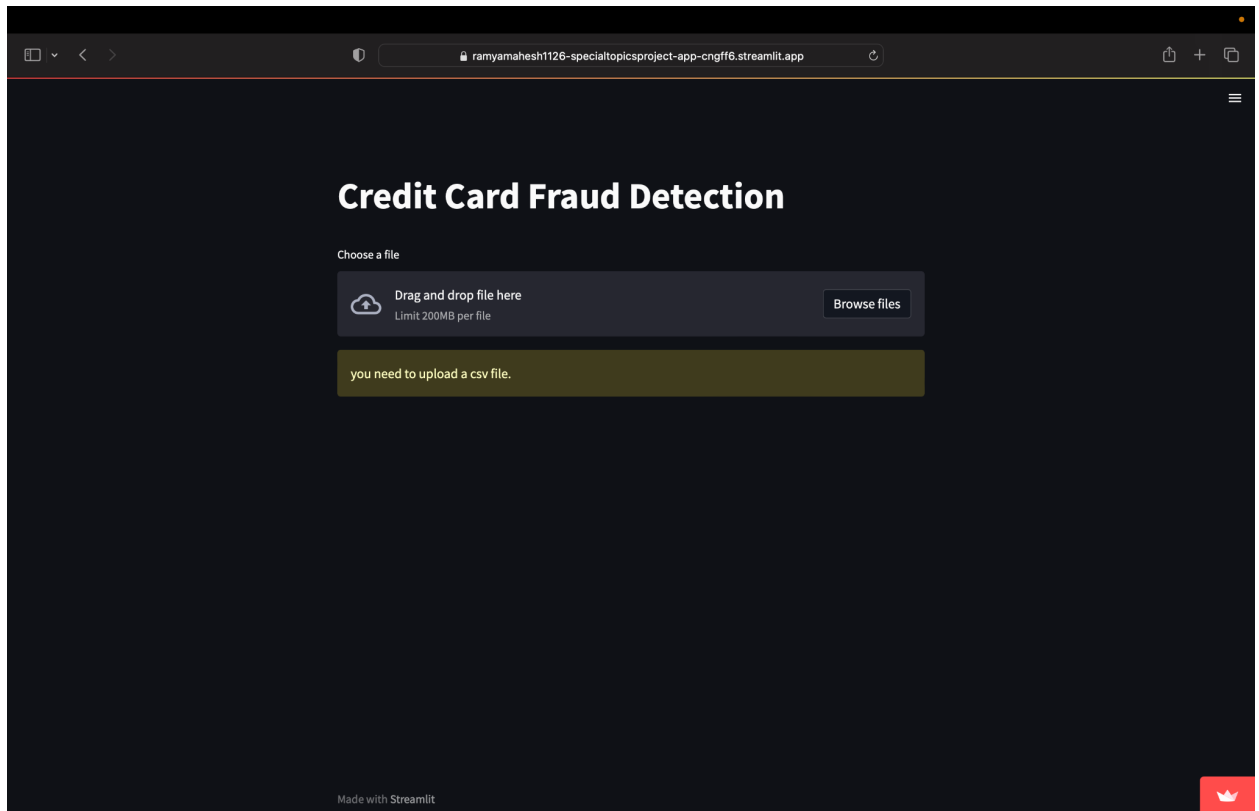 ramyamahesh1126-specialtopicsproject-app-cngff6.streamlit.app
Credit Card Fraud Detection
Choose a file
Drag and drop file here
Limit 200MB per file
Browse files
you need to upload a csv file.
Made with Streamlit